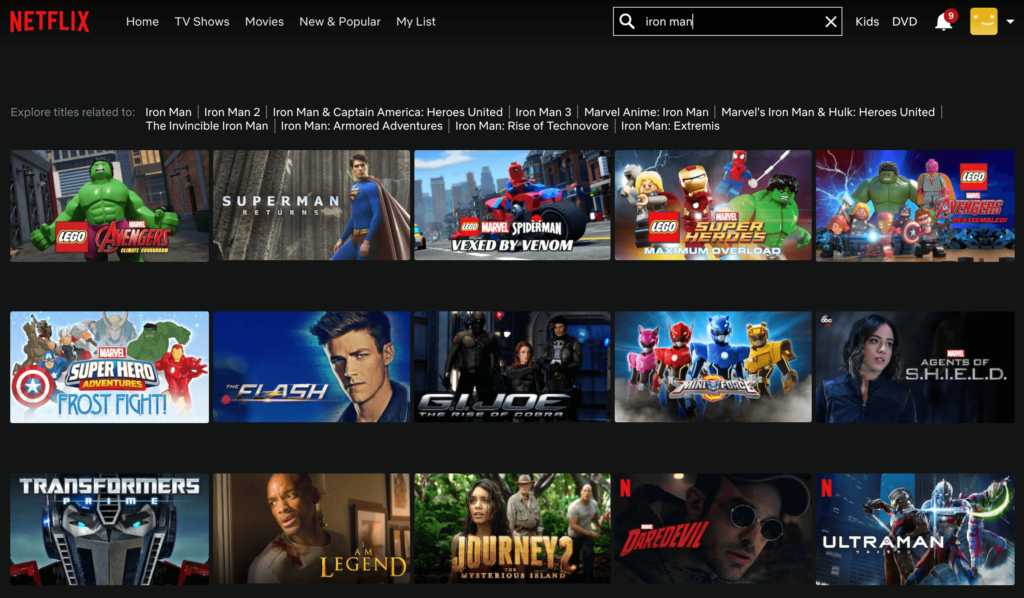 NETFLIX Home TV Shows Movies New & Popular My List iron man Kids DVD 9
Explore titles related to: Iron Man | Iron Man 2 | Iron Man & Captain America: Heroes United | Iron Man 3 | Marvel Anime: Iron Man | Marvel's Iron Man & Hulk: Heroes United |
The Invincible Iron Man | Iron Man: Armored Adventures | Iron Man: Rise of Technovore | Iron Man: Extremis
LEGO MARVEL AVENGERS
CLIMATE CONUNDRUM
SUPERMAN
RETURNS
LEGO MARVEL SPIDERMAN
VEXED BY VENOM
LEGO MARVEL
SUPER
HEROES
MAXIMUM OVERLOAD
LEGO
MARVEL
AVENGERS
REASSEMBLED!
MARVEL
SUPER HERO
ADVENTURES
FROST FIGHT!
THE FLASH
G.I. JOE
THE RISE OF COBRA
MINIFORCE
abc
MARVEL
AGENTS OF
S.H.I.E.L.D.
TRANSFORMERS
PRIME
I AM
LEGEND
JOURNEY 2
THE MYSTERIOUS ISLAND
N
MARVEL
DAREDEVIL
N
ULTRAMAN